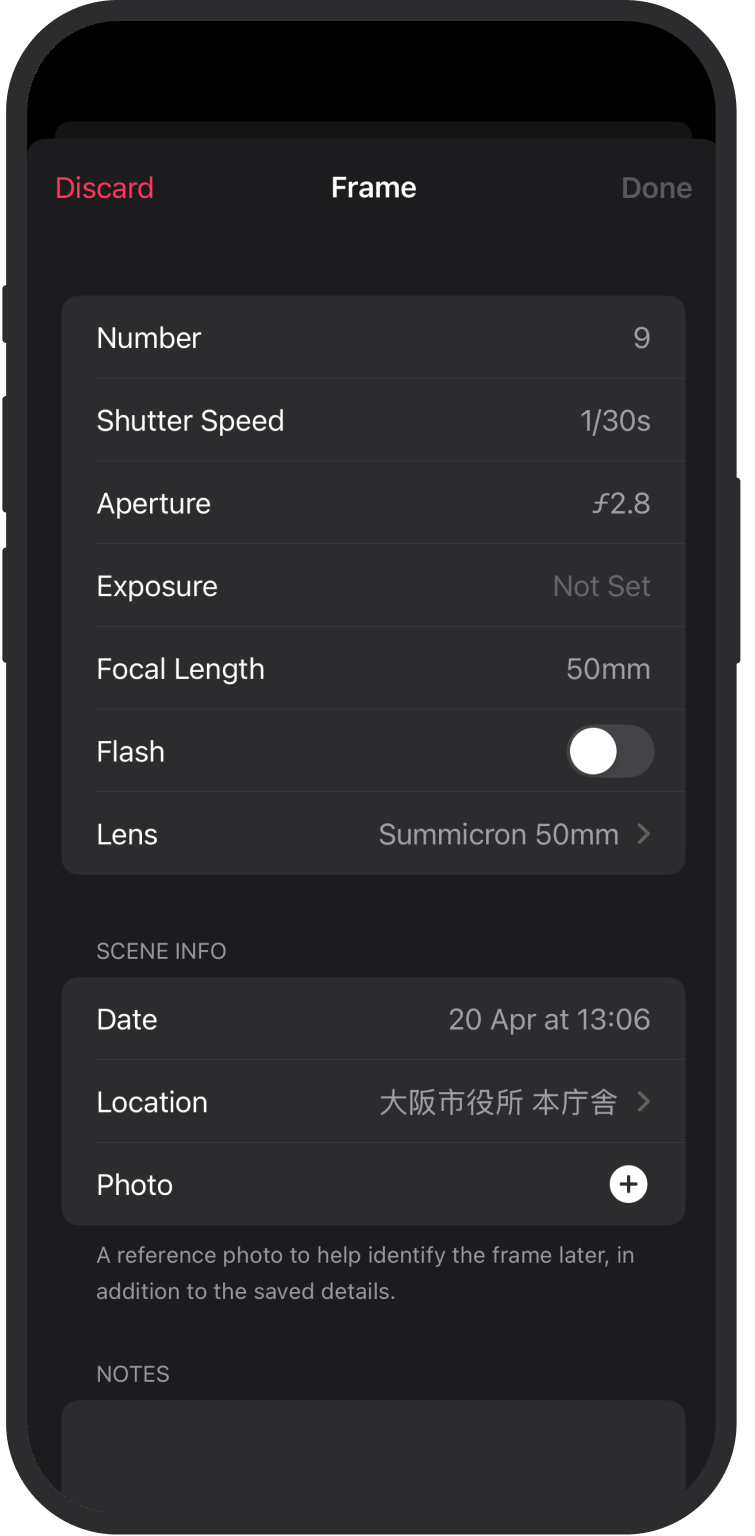 Discard Frame Done
Number 9
Shutter Speed 1/30s
Aperture ƒ2.8
Exposure Not Set
Focal Length 50mm
Flash
Lens Summicron 50mm
SCENE INFO
Date 20 Apr at 13:06
Location 大阪市役所 本庁舎
Photo
A reference photo to help identify the frame later, in
addition to the saved details.
NOTES